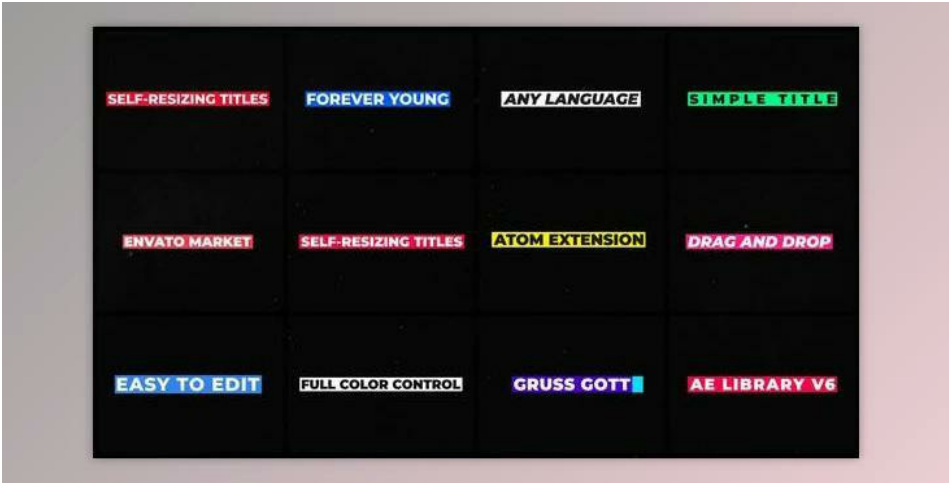 SELF-RESIZING TITLES
FOREVER YOUNG
ANY LANGUAGE
SIMPLE TITLE
ENVATO MARKET
SELF-RESIZING TITLES
ATOM EXTENSION
DRAG AND DROP
EASY TO EDIT
FULL COLOR CONTROL
GRUSS GOTT
AE LIBRARY V6